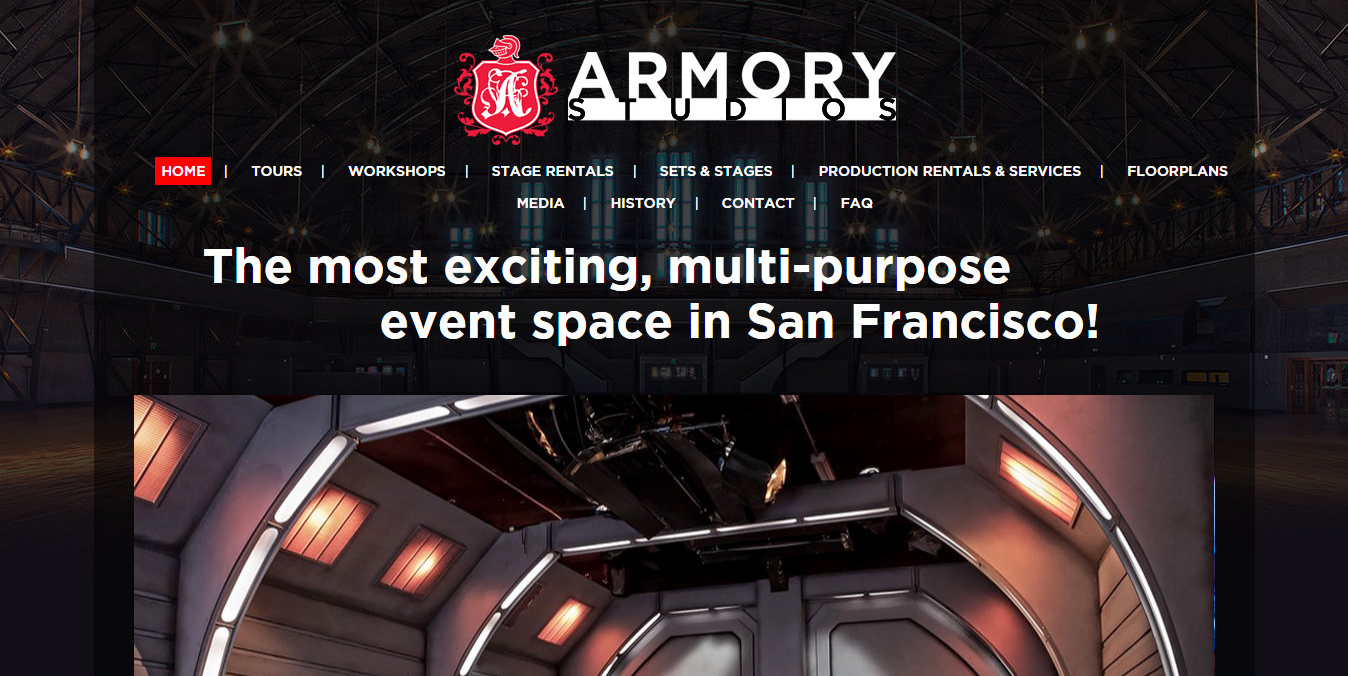 ARMORY
STUDIOS
HOME | TOURS | WORKSHOPS | STAGE RENTALS | SETS & STAGES | PRODUCTION RENTALS & SERVICES | FLOORPLANS
MEDIA | HISTORY | CONTACT | FAQ
The most exciting, multi-purpose
event space in San Francisco!